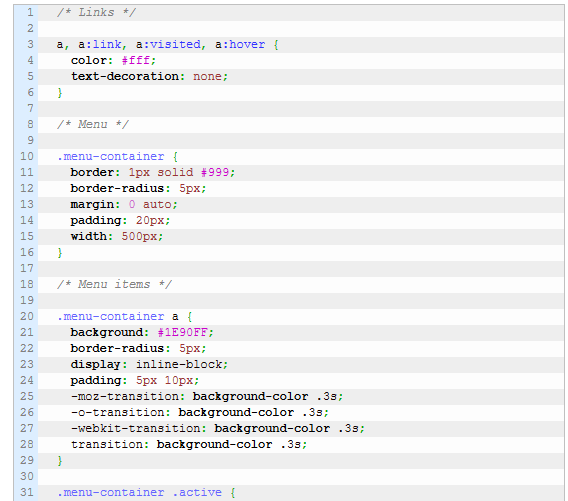 1 /* Links */
2
3 a, a:link, a:visited, a:hover {
4   color: #fff;
5   text-decoration: none;
6 }
7
8 /* Menu */
9
10 .menu-container {
11   border: 1px solid #999;
12   border-radius: 5px;
13   margin: 0 auto;
14   padding: 20px;
15   width: 500px;
16 }
17
18 /* Menu items */
19
20 .menu-container a {
21   background: #1E90FF;
22   border-radius: 5px;
23   display: inline-block;
24   padding: 5px 10px;
25   -moz-transition: background-color .3s;
26   -o-transition: background-color .3s;
27   -webkit-transition: background-color .3s;
28   transition: background-color .3s;
29 }
30
31 .menu-container .active {